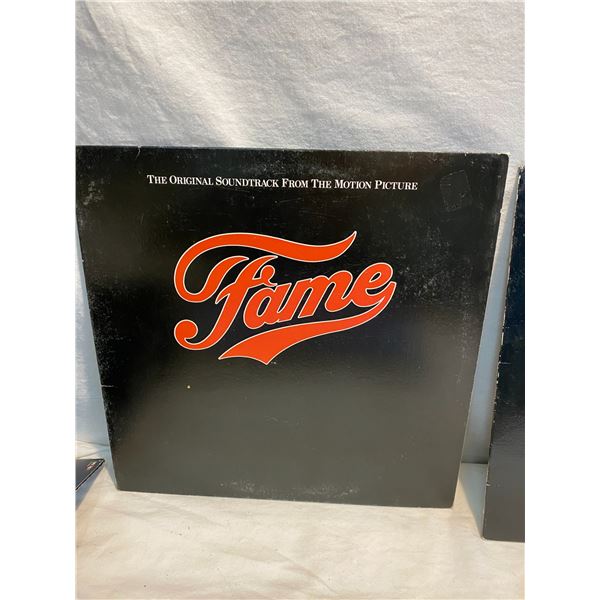 THE ORIGINAL SOUNDTRACK FROM THE MOTION PICTURE
Fame